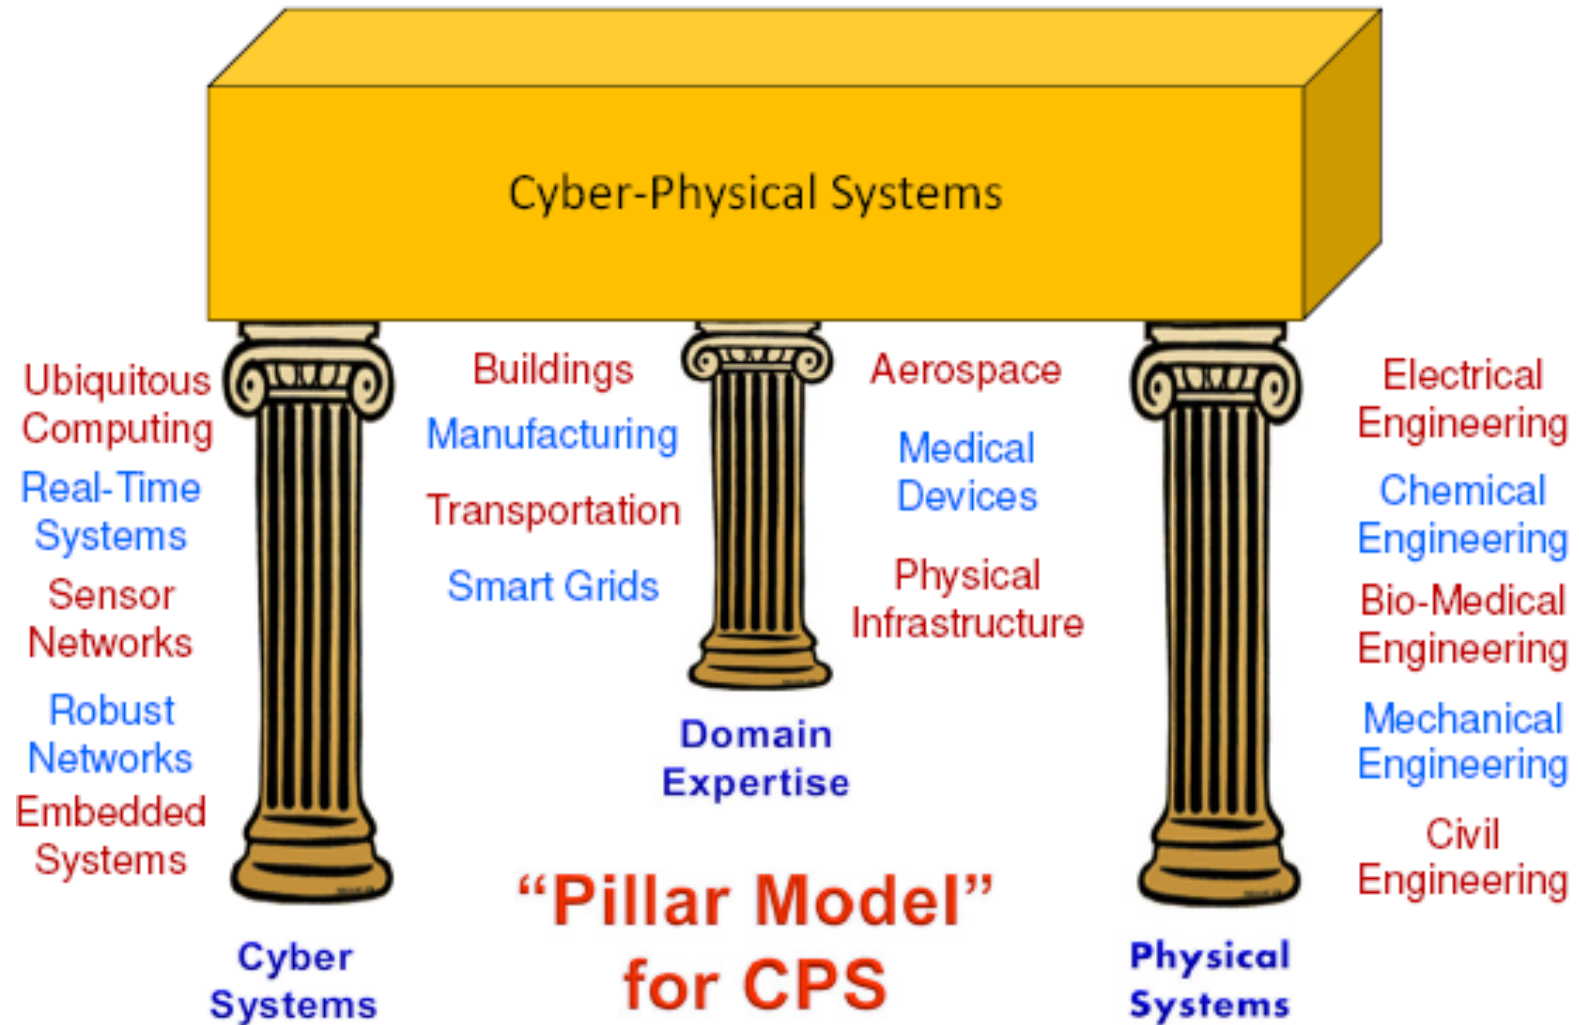 Cyber-Physical Systems
Ubiquitous
Computing
Real-Time
Systems
Sensor
Networks
Robust
Networks
Embedded
Systems
Cyber
Systems
Buildings
Manufacturing
Transportation
Smart Grids
Aerospace
Medical
Devices
Physical
Infrastructure
Domain
Expertise
Electrical
Engineering
Chemical
Engineering
Bio-Medical
Engineering
Mechanical
Engineering
Civil
Engineering
Physical
Systems
“Pillar Model”
for CPS